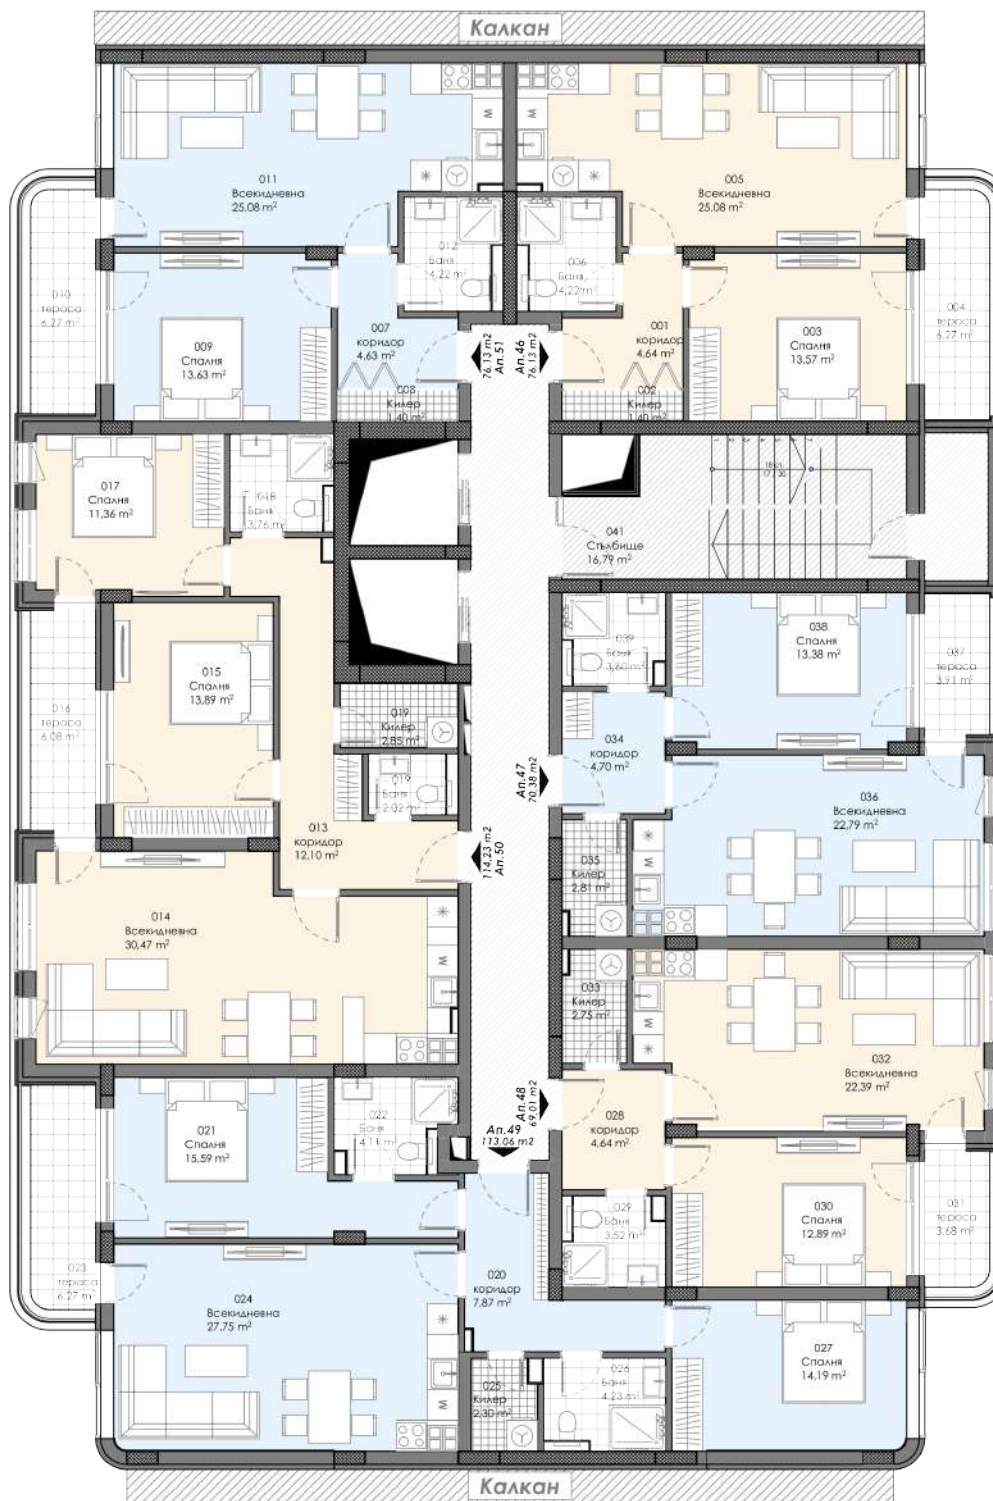 Калкан
011
Всекидневна
25,08 m²
005
Всекидневна
25,08 m²
012
Баня
4,22 m²
006
Баня
4,22 m²
010
тераса
6,27 m²
009
Спалня
13,63 m²
007
коридор
4,63 m²
008
Килер
1,40 m²
76.13 m2
Ап.51
Ап.46
76.13 m2
001
коридор
4,64 m²
002
Килер
1,40 m²
003
Спалня
13,57 m²
004
тераса
6,27 m²
017
Спалня
11,36 m²
018
Баня
3,76 m²
041
Стълбище
16,79 m²
015
Спалня
13,89 m²
016
тераса
6,08 m²
019
Килер
2,85 m²
019
Баня
2,02 m²
013
коридор
12,10 m²
114.23 m2
Ап.50
039
Баня
3,60 m²
038
Спалня
13,38 m²
037
тераса
3,91 m²
034
коридор
4,70 m²
Ап.47
70.38 m2
036
Всекидневна
22,79 m²
035
Килер
2,81 m²
014
Всекидневна
30,47 m²
033
Килер
2,75 m²
032
Всекидневна
22,39 m²
021
Спалня
15,59 m²
022
Баня
4,11 m²
Ап.48
69.01 m2
Ап.49
113.06 m2
028
коридор
4,64 m²
029
Баня
3,52 m²
030
Спалня
12,89 m²
031
тераса
3,68 m²
023
тераса
6,27 m²
024
Всекидневна
27,75 m²
020
коридор
7,87 m²
025
Килер
2,30 m²
026
Баня
4,23 m²
027
Спалня
14,19 m²
Калкан